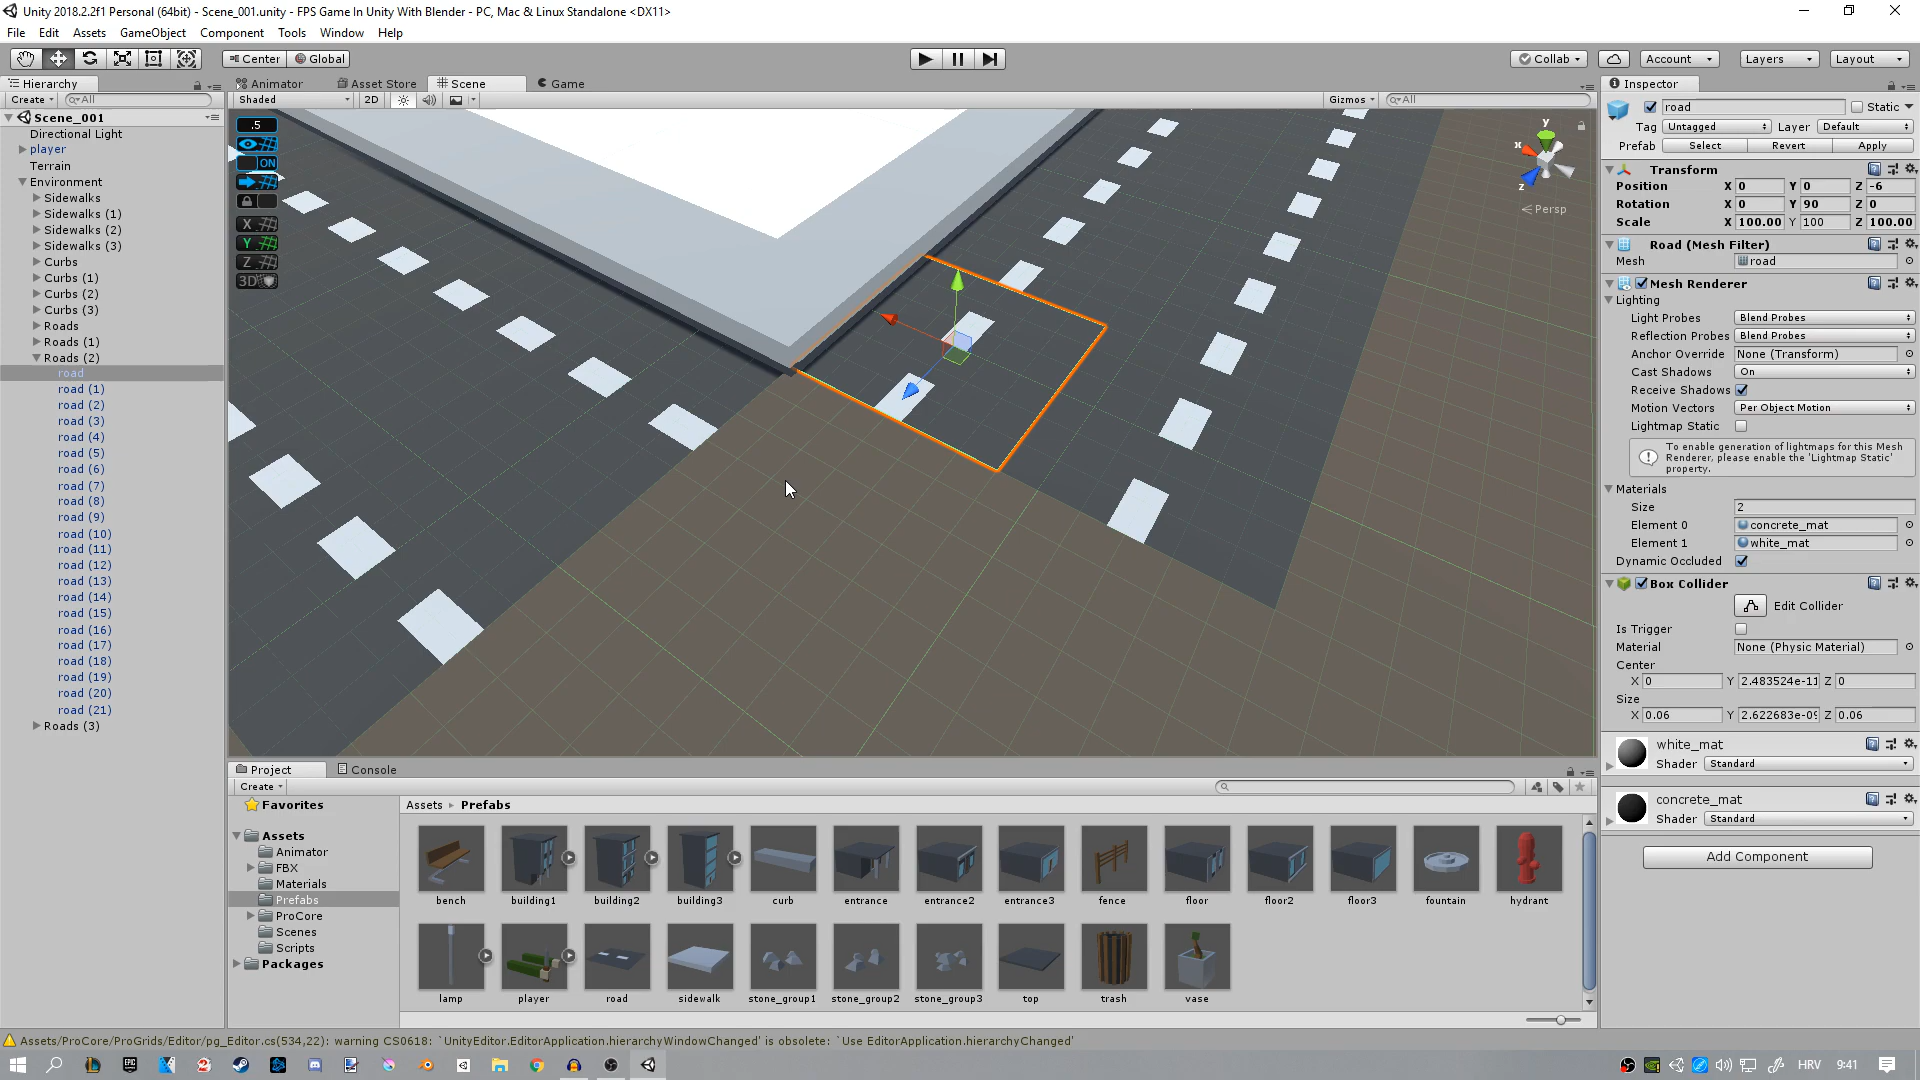 Unity 2018.2.2f1 Personal (64bit) - Scene_001.unity - FPS Game In Unity With Blender - PC, Mac & Linux Standalone <DX11>
File Edit Assets GameObject Component Tools Window Help
Center Global Collab Account Layers Layout
Hierarchy Animator Asset Store Scene Game Inspector
Create All Shaded 2D Gizmos All
Scene_001
Directional Light
player
Terrain
Environment
Sidewalks
Sidewalks (1)
Sidewalks (2)
Sidewalks (3)
Curbs
Curbs (1)
Curbs (2)
Curbs (3)
Roads
Roads (1)
Roads (2)
road
road (1)
road (2)
road (3)
road (4)
road (5)
road (6)
road (7)
road (8)
road (9)
road (10)
road (11)
road (12)
road (13)
road (14)
road (15)
road (16)
road (17)
road (18)
road (19)
road (20)
road (21)
Roads (3)
.5
ON
X
Y
Z
3D
y
x
z
Persp
road Static
Tag Untagged Layer Default
Prefab Select Revert Apply
Transform
Position X 0 Y 0 Z -6
Rotation X 0 Y 90 Z 0
Scale X 100.00 Y 100 Z 100.00
Road (Mesh Filter)
Mesh road
Mesh Renderer
Lighting
Light Probes Blend Probes
Reflection Probes Blend Probes
Anchor Override None (Transform)
Cast Shadows On
Receive Shadows
Motion Vectors Per Object Motion
Lightmap Static
To enable generation of lightmaps for this Mesh
Renderer, please enable the 'Lightmap Static'
property.
Materials
Size 2
Element 0 concrete_mat
Element 1 white_mat
Dynamic Occluded
Box Collider
Edit Collider
Is Trigger
Material None (Physic Material)
Center
X 0 Y 2.483524e-11 Z 0
Size
X 0.06 Y 2.622683e-09 Z 0.06
white_mat
Shader Standard
concrete_mat
Shader Standard
Add Component
Project Console
Create
Favorites
Assets
Animator
FBX
Materials
Prefabs
ProCore
Scenes
Scripts
Packages
Assets Prefabs
bench building1 building2 building3 curb entrance entrance2 entrance3 fence floor floor2 floor3 fountain hydrant
lamp player road sidewalk stone_group1 stone_group2 stone_group3 top trash vase
Assets/ProCore/ProGrids/Editor/pg_Editor.cs(534,22): warning CS0618: `UnityEditor.EditorApplication.hierarchyWindowChanged' is obsolete: `Use EditorApplication.hierarchyChanged'
HRV 9:41